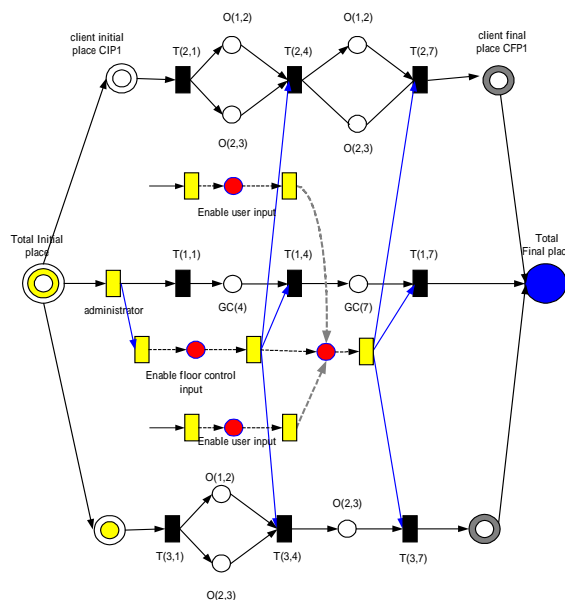 O(1,2)
O(1,2)
client initial
place CIP1
T(2,1)
T(2,4)
T(2,7)
client final
place CFP1
O(2,3)
O(2,3)
Enable user input
Total Initial
place
T(1,1)
T(1,4)
T(1,7)
Total
Final place
administrator
GC(4)
GC(7)
Enable floor control
input
Enable user input
O(1,2)
O(2,3)
T(3,1)
T(3,4)
T(3,7)
O(2,3)